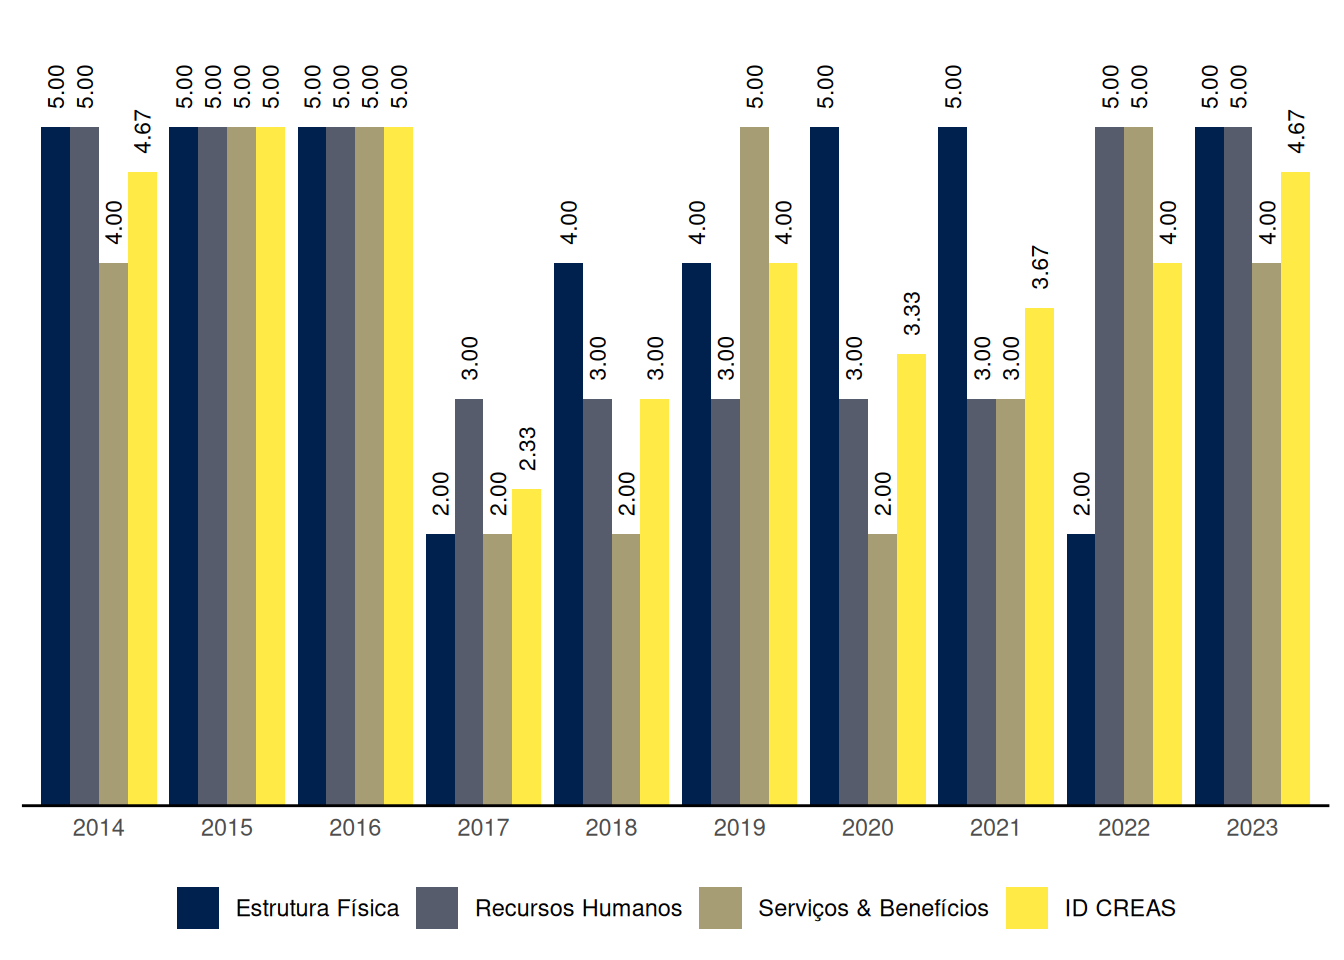 5.00 5.00 4.00 4.67 5.00 5.00 5.00 5.00 5.00 5.00 5.00 5.00 2.00 3.00 2.00 2.33 4.00 3.00 2.00 3.00 4.00 3.00 5.00 4.00 5.00 3.00 2.00 3.33 5.00 3.00 3.00 3.67 2.00 5.00 5.00 4.00 5.00 5.00 4.00 4.67
2014 2015 2016 2017 2018 2019 2020 2021 2022 2023
Estrutura Física Recursos Humanos Serviços & Benefícios ID CREAS